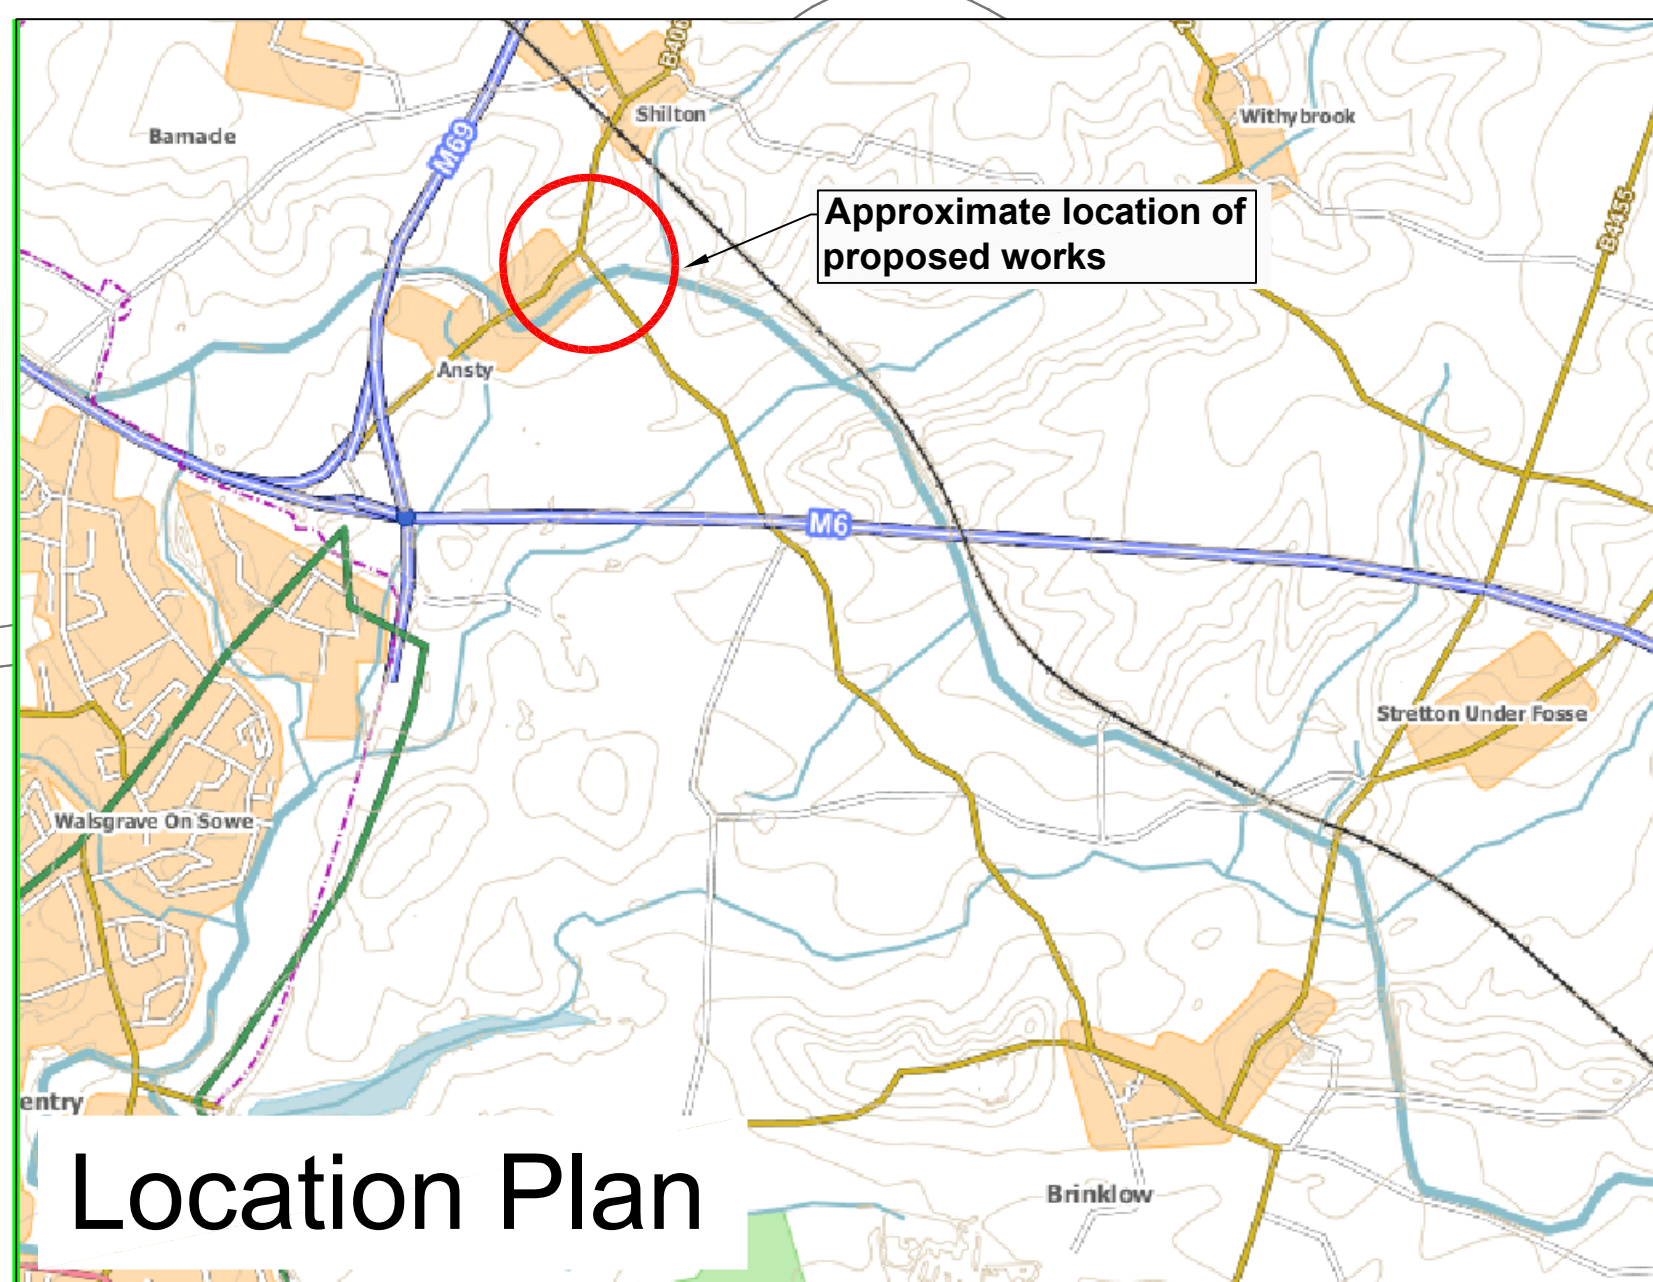 Shilton
Withybrook
Barnacle
M69
B4455
Approximate location of
proposed works
Ansty
M6
Stretton Under Fosse
Walsgrave On Sowe
entry
Location Plan
Brinklow